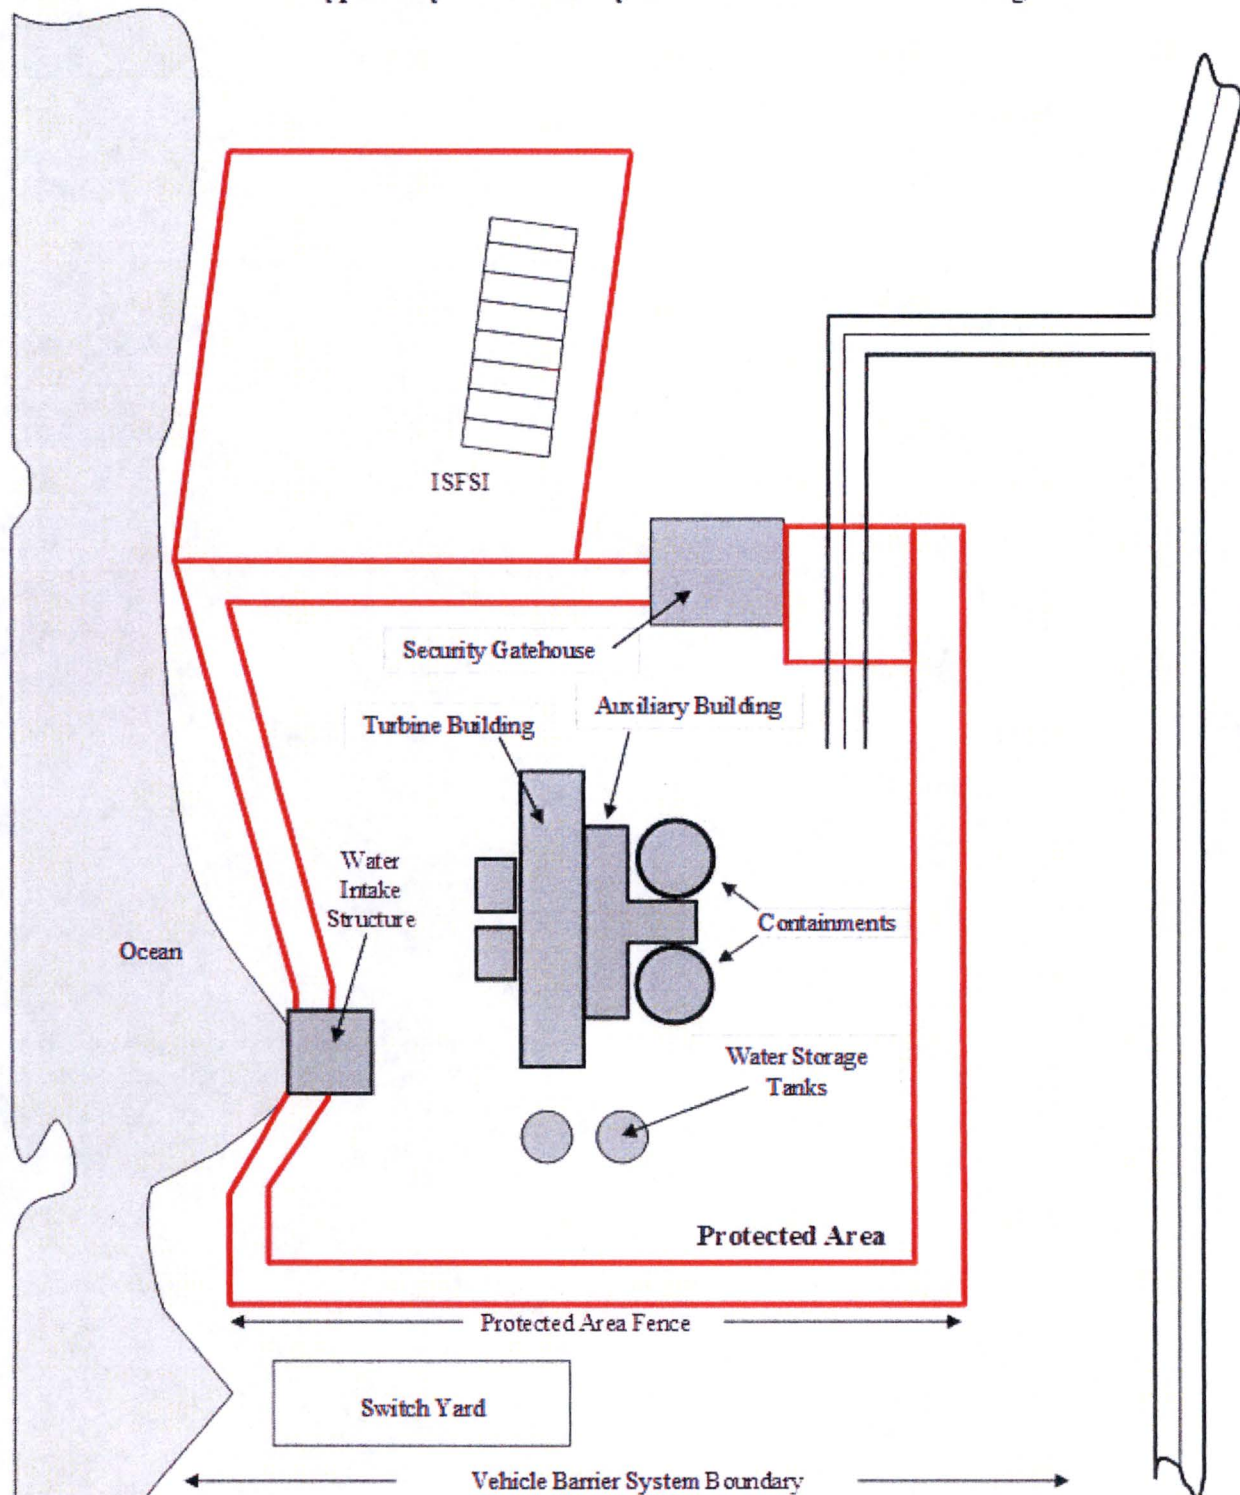 ISFSI
Security Gatehouse
Auxiliary Building
Turbine Building
Water
Intake
Structure
Containments
Ocean
Water Storage
Tanks
Protected Area
Protected Area Fence
Switch Yard
Vehicle Barrier System Boundary